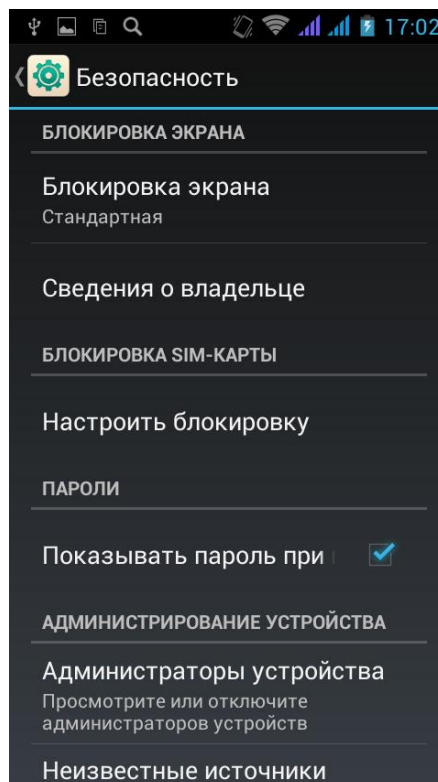 17:02
Безопасность
БЛОКИРОВКА ЭКРАНА
Блокировка экрана
Стандартная
Сведения о владельце
БЛОКИРОВКА SIM-КАРТЫ
Настроить блокировку
ПАРОЛИ
Показывать пароль при
АДМИНИСТРИРОВАНИЕ УСТРОЙСТВА
Администраторы устройства
Просмотрите или отключите
администраторов устройств
Неизвестные источники